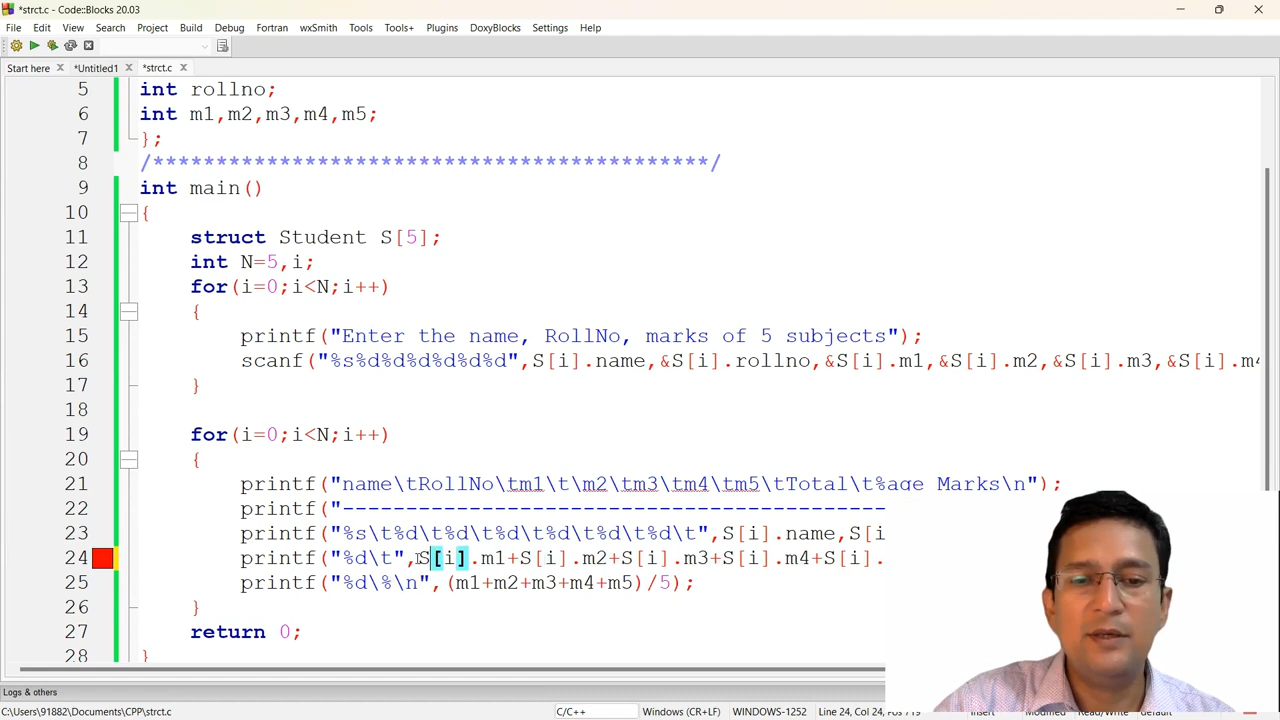 *strct.c - Code::Blocks 20.03
File Edit View Search Project Build Debug Fortran wxSmith Tools Tools+ Plugins DoxyBlocks Settings Help
Start here *Untitled1 *strct.c
5 int rollno;
6 int m1,m2,m3,m4,m5;
7 };
8 /********************************************/
9 int main()
10 {
11 struct Student S[5];
12 int N=5,i;
13 for(i=0;i<N;i++)
14 {
15 printf("Enter the name, RollNo, marks of 5 subjects");
16 scanf("%s%d%d%d%d%d%d",S[i].name,&S[i].rollno,&S[i].m1,&S[i].m2,&S[i].m3,&S[i].m4
17 }
18
19 for(i=0;i<N;i++)
20 {
21 printf("name\tRollNo\tm1\t\m2\tm3\tm4\tm5\tTotal\t%age Marks\n");
22 printf("-------------------------------------------
23 printf("%s\t%d\t%d\t%d\t%d\t%d\t%d\t",S[i].name,S[i
24 printf("%d\t",S[i].m1+S[i].m2+S[i].m3+S[i].m4+S[i].
25 printf("%d\%\n",(m1+m2+m3+m4+m5)/5);
26 }
27 return 0;
28 }
Logs & others
C:\Users\91882\Documents\CPP\strct.c C/C++ Windows (CR+LF) WINDOWS-1252 Line 24, Col 24, Pos 719 Insert Read/Write default